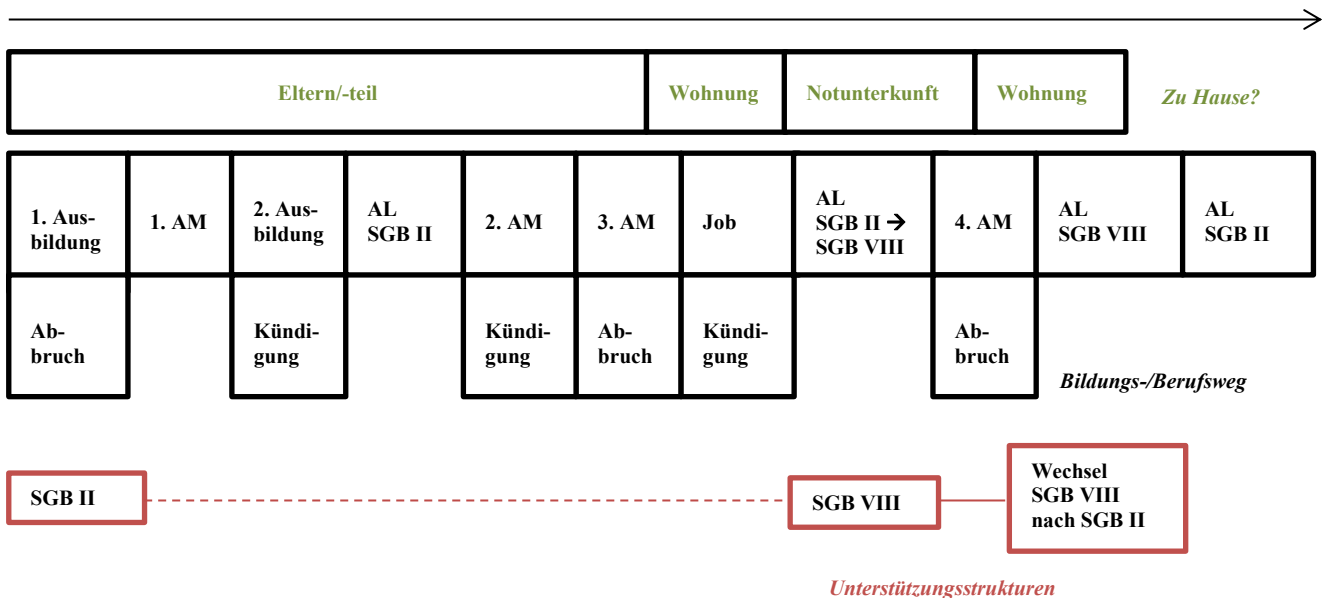 Eltern/-teil
Wohnung
Notunterkunft
Wohnung
Zu Hause?
1. Aus-
bildung
1. AM
2. Aus-
bildung
AL
SGB II
2. AM
3. AM
Job
AL
SGB II →
SGB VIII
4. AM
AL
SGB VIII
AL
SGB II
Ab-
bruch
Kündi-
gung
Kündi-
gung
Ab-
bruch
Kündi-
gung
Ab-
bruch
Bildungs-/Berufsweg
SGB II
SGB VIII
Wechsel
SGB VIII
nach SGB II
Unterstützungsstrukturen